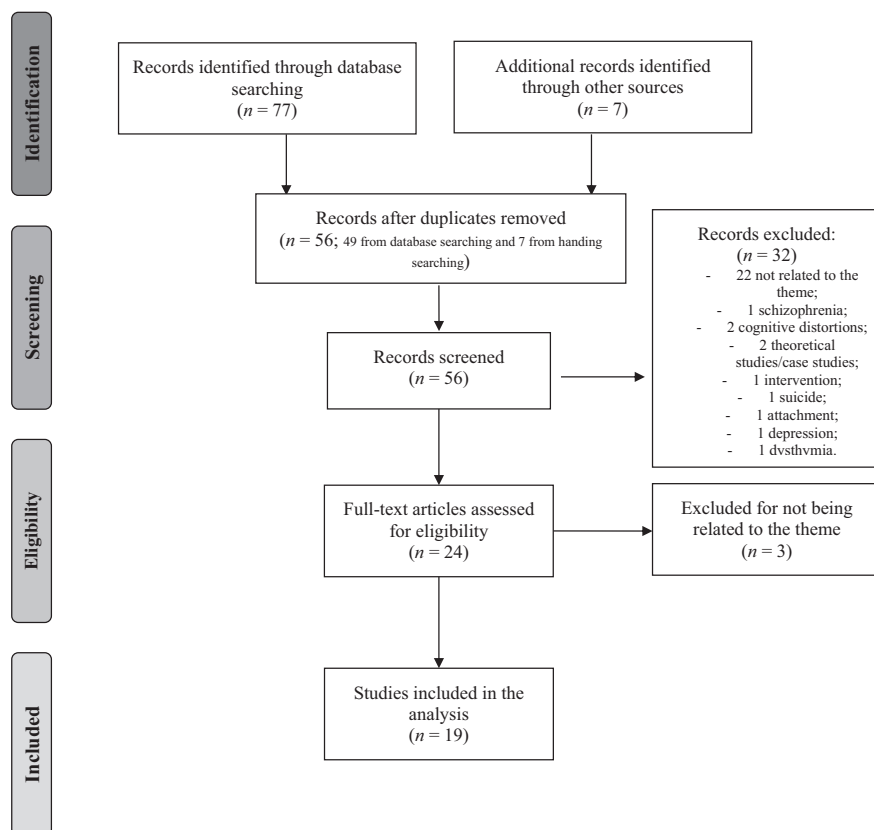 Identification
Records identified through database
searching
(n = 77)
Additional records identified
through other sources
(n = 7)
Records after duplicates removed
(n = 56; 49 from database searching and 7 from handing
searching)
Screening
Records screened
(n = 56)
Records excluded:
(n = 32)
- 22 not related to the
theme;
- 1 schizophrenia;
- 2 cognitive distortions;
- 2 theoretical
studies/case studies;
- 1 intervention;
- 1 suicide;
- 1 attachment;
- 1 depression;
- 1 dysthymia.
Eligibility
Full-text articles assessed
for eligibility
(n = 24)
Excluded for not being
related to the theme
(n = 3)
Included
Studies included in the
analysis
(n = 19)